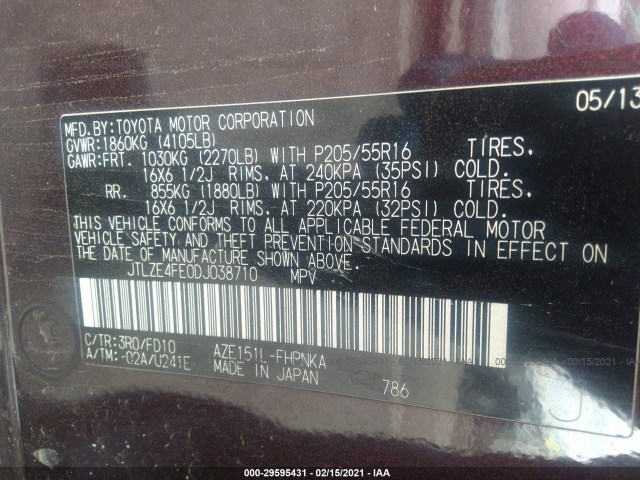 05/13
MFD.BY:TOYOTA MOTOR CORPORATION
GVWR:1860KG (4105LB)
GAWR:FRT. 1030KG (2270LB) WITH P205/55R16 TIRES.
16X6 1/2J RIMS. AT 240KPA (35PSI) COLD.
RR. 855KG (1880LB) WITH P205/55R16 TIRES.
16X6 1/2J RIMS. AT 220KPA (32PSI) COLD.
THIS VEHICLE CONFORMS TO ALL APPLICABLE FEDERAL MOTOR
VEHICLE SAFETY AND THEFT PREVENTION STANDARDS IN EFFECT ON
THE DATE OF MANUFACTURE SHOWN ABOVE.
JTLZE4FE0DJ038710 MPV
C/TR:3R0/FD10 AZE151L-FHPNKA
A/TM:-02A/U241E MADE IN JAPAN
786
J
000-29595431 - 02/15/2021 - IAA